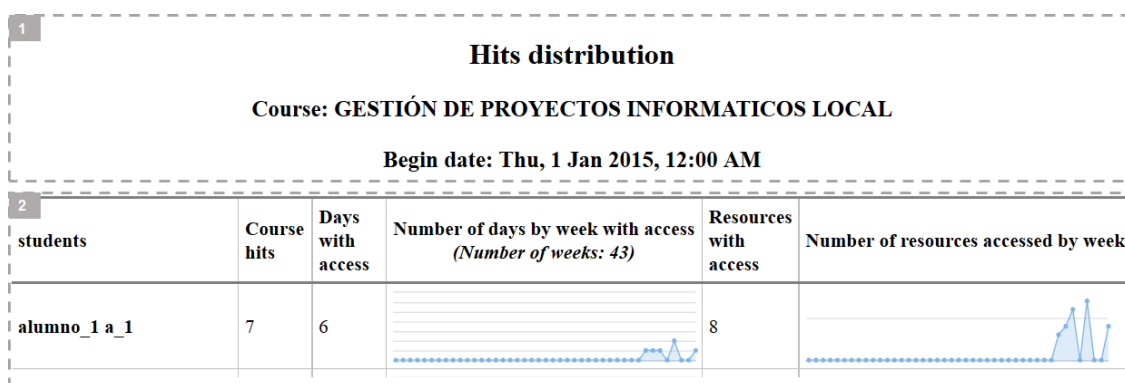 1
Hits distribution
Course: GESTIÓN DE PROYECTOS INFORMATICOS LOCAL
Begin date: Thu, 1 Jan 2015, 12:00 AM
2
students
Course
hits
Days
with
access
Number of days by week with access
(Number of weeks: 43)
Resources
with
access
Number of resources accessed by week
alumno_1 a_1
7
6
8